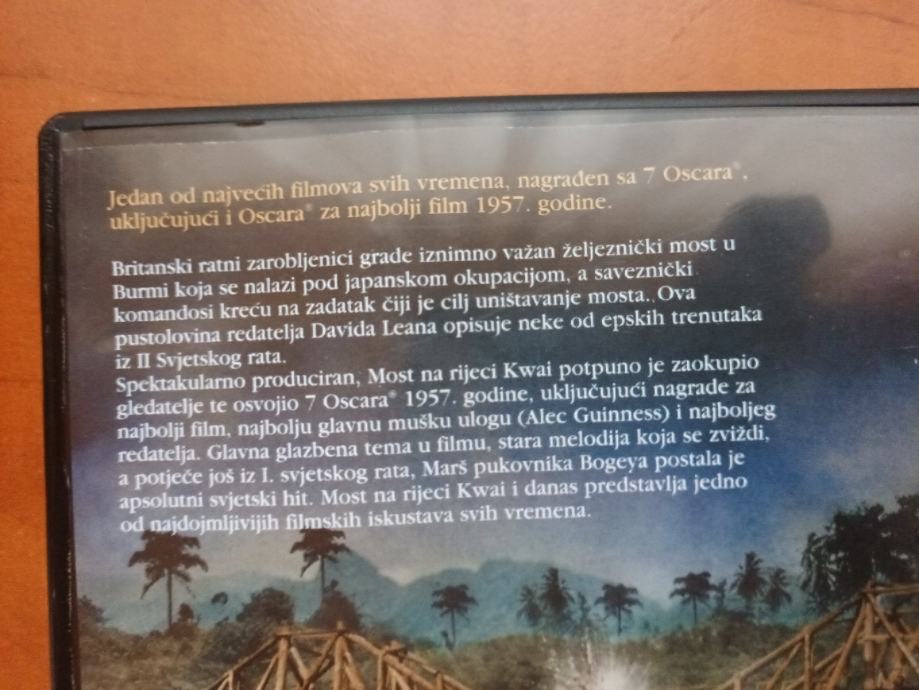 Jedan od najvećih filmova svih vremena, nagrađen sa 7 Oscara®,
uključujući i Oscara® za najbolji film 1957. godine.
Britanski ratni zarobljenici grade iznimno važan željeznički most u
Burmi koja se nalazi pod japanskom okupacijom, a saveznički
komandosi kreću na zadatak čiji je cilj uništavanje mosta. Ova
pustolovina redatelja Davida Leana opisuje neke od epskih trenutaka
iz II Svjetskog rata.
Spektakularno produciran, Most na rijeci Kwai potpuno je zaokupio
gledatelje te osvojio 7 Oscara® 1957. godine, uključujući nagrade za
najbolji film, najbolju glavnu mušku ulogu (Alec Guinness) i najboljeg
redatelja. Glavna glazbena tema u filmu, stara melodija koja se zviždi,
a potječe još iz I. svjetskog rata, Marš pukovnika Bogeya postala je
apsolutni svjetski hit. Most na rijeci Kwai i danas predstavlja jedno
od najdojmljivijih filmskih iskustava svih vremena.